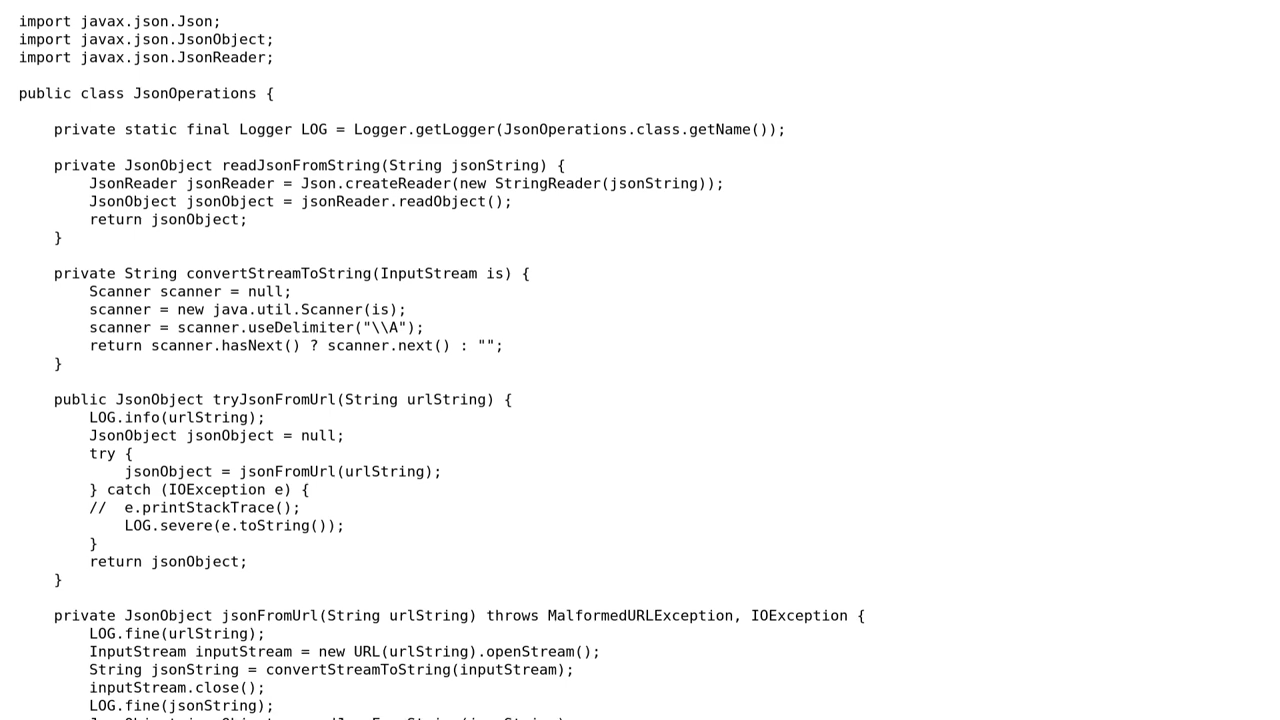 import javax.json.Json;
import javax.json.JsonObject;
import javax.json.JsonReader;

public class JsonOperations {

    private static final Logger LOG = Logger.getLogger(JsonOperations.class.getName());

    private JsonObject readJsonFromString(String jsonString) {
        JsonReader jsonReader = Json.createReader(new StringReader(jsonString));
        JsonObject jsonObject = jsonReader.readObject();
        return jsonObject;
    }

    private String convertStreamToString(InputStream is) {
        Scanner scanner = null;
        scanner = new java.util.Scanner(is);
        scanner = scanner.useDelimiter("\\A");
        return scanner.hasNext() ? scanner.next() : "";
    }

    public JsonObject tryJsonFromUrl(String urlString) {
        LOG.info(urlString);
        JsonObject jsonObject = null;
        try {
            jsonObject = jsonFromUrl(urlString);
        } catch (IOException e) {
        //  e.printStackTrace();
            LOG.severe(e.toString());
        }
        return jsonObject;
    }

    private JsonObject jsonFromUrl(String urlString) throws MalformedURLException, IOException {
        LOG.fine(urlString);
        InputStream inputStream = new URL(urlString).openStream();
        String jsonString = convertStreamToString(inputStream);
        inputStream.close();
        LOG.fine(jsonString);